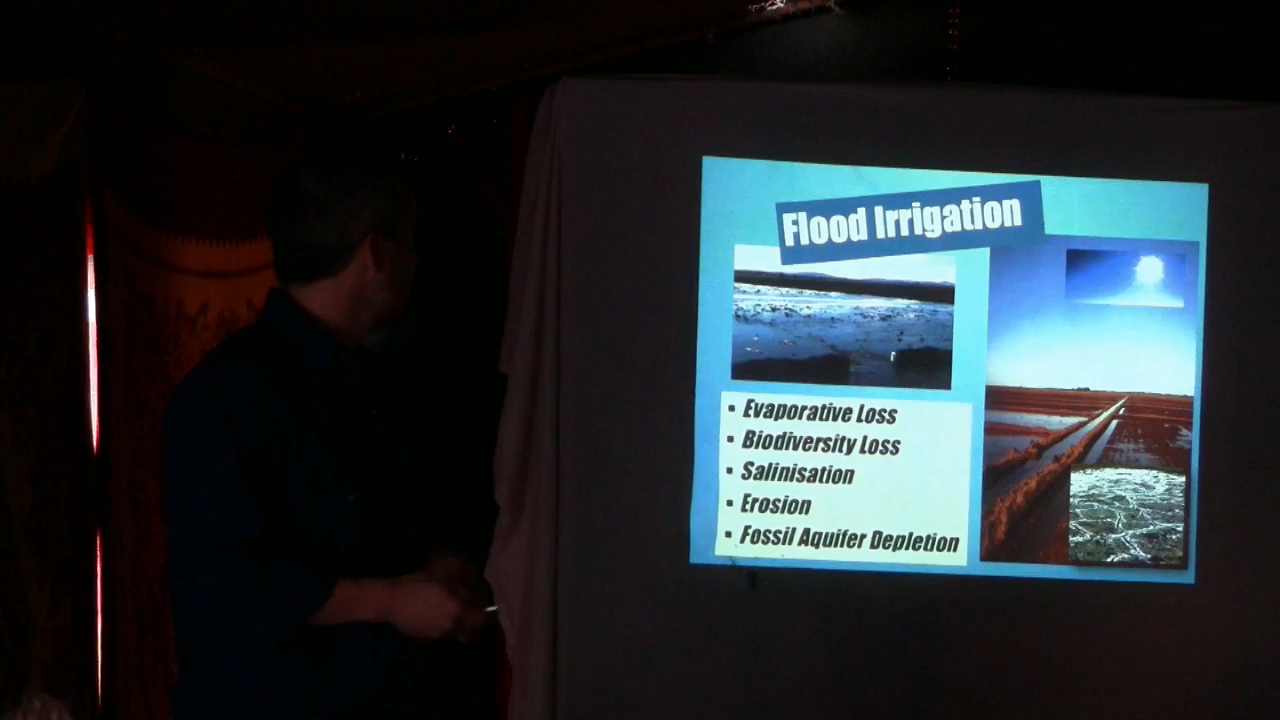 Flood Irrigation
▪ Evaporative Loss
▪ Biodiversity Loss
▪ Salinisation
▪ Erosion
▪ Fossil Aquifer Depletion